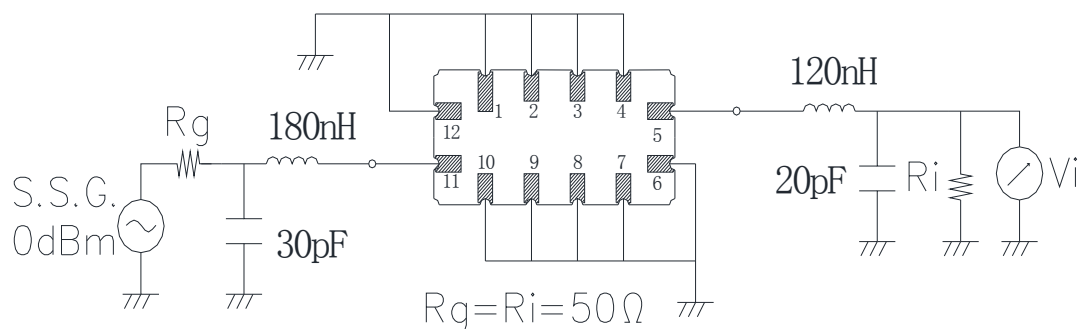 120nH
1
2
3
4
5
12
Rg
180nH
10
9
8
7
11
6
S.S.G.
0dBm
30pF
20pF
Ri
Vi
Rg=Ri=50Ω